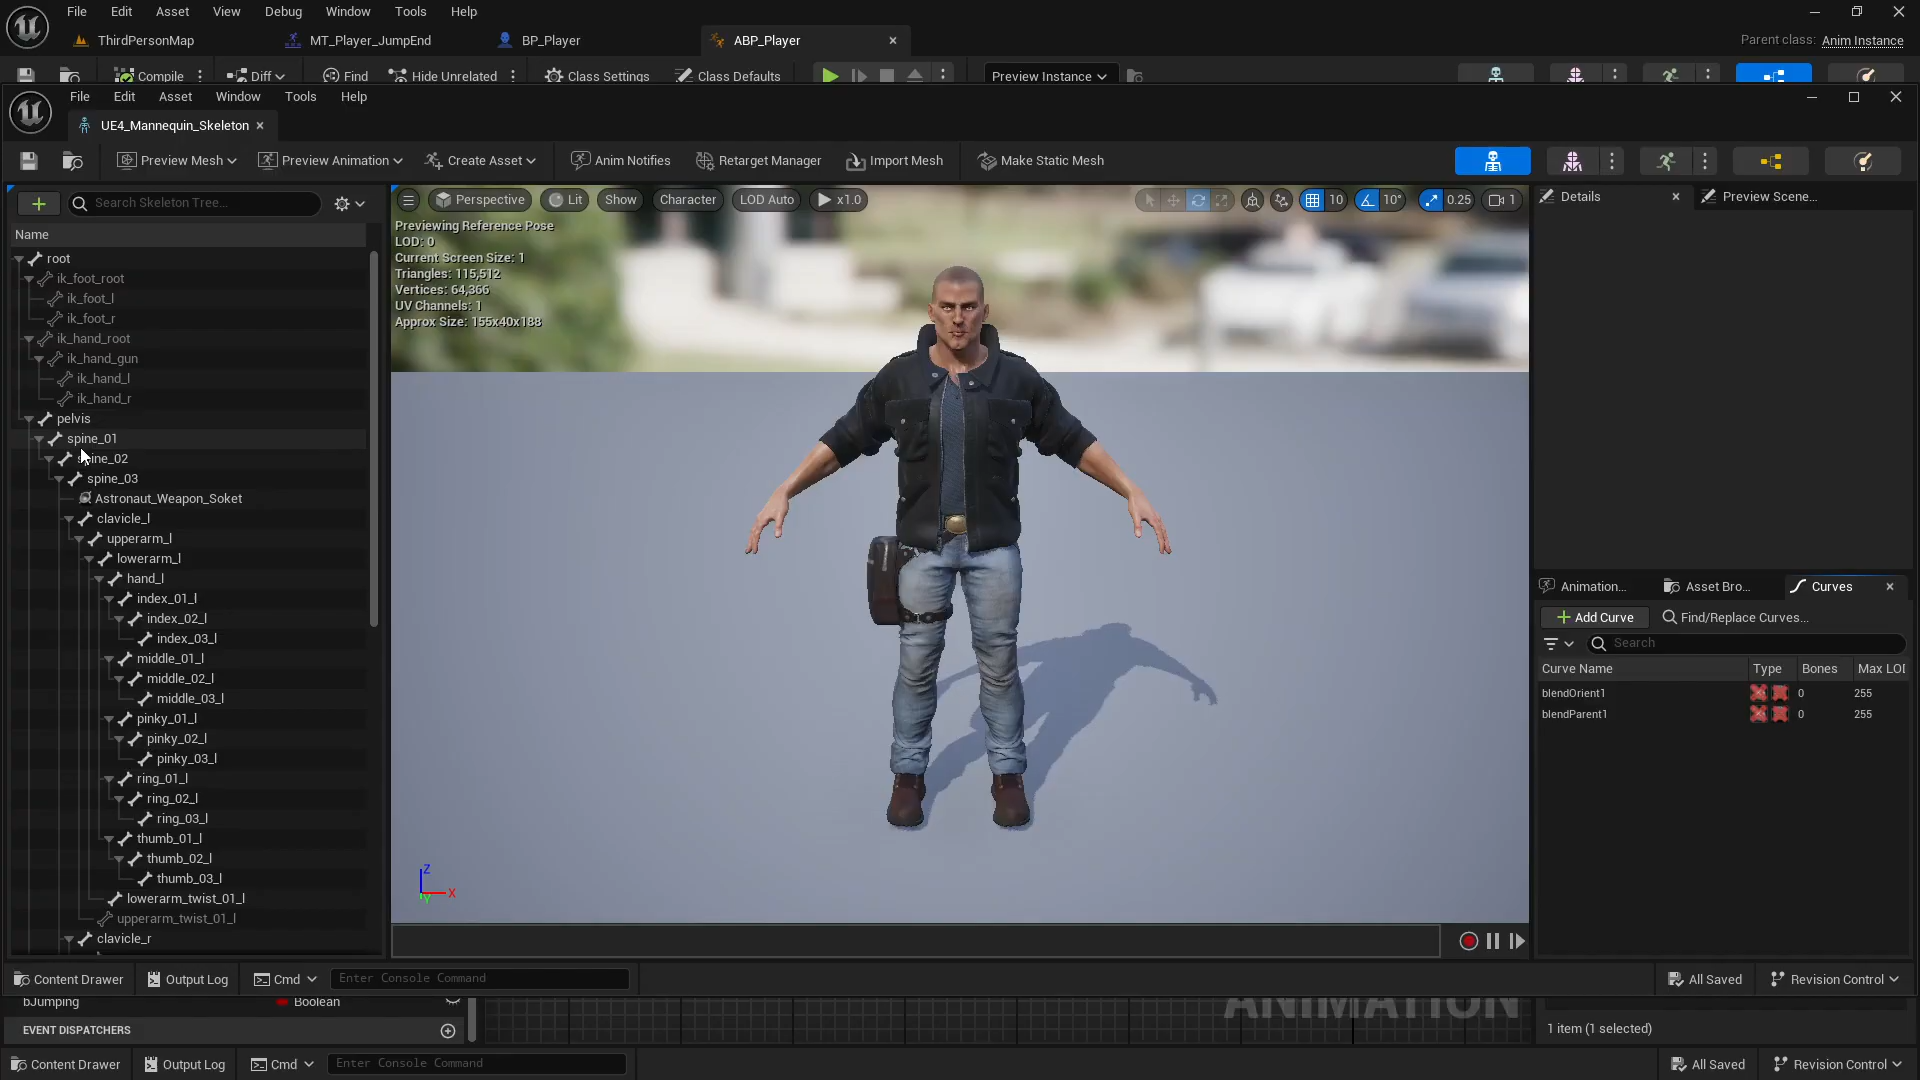 File Edit Asset View Debug Window Tools Help
ThirdPersonMap MT_Player_JumpEnd BP_Player ABP_Player Parent class: Anim Instance
Compile Diff Find Hide Unrelated Class Settings Class Defaults Preview Instance
File Edit Asset Window Tools Help
UE4_Mannequin_Skeleton
Preview Mesh Preview Animation Create Asset Anim Notifies Retarget Manager Import Mesh Make Static Mesh
Search Skeleton Tree...
Name
root
ik_foot_root
ik_foot_l
ik_foot_r
ik_hand_root
ik_hand_gun
ik_hand_l
ik_hand_r
pelvis
spine_01
spine_02
spine_03
Astronaut_Weapon_Soket
clavicle_l
upperarm_l
lowerarm_l
hand_l
index_01_l
index_02_l
index_03_l
middle_01_l
middle_02_l
middle_03_l
pinky_01_l
pinky_02_l
pinky_03_l
ring_01_l
ring_02_l
ring_03_l
thumb_01_l
thumb_02_l
thumb_03_l
lowerarm_twist_01_l
upperarm_twist_01_l
clavicle_r
Perspective Lit Show Character LOD Auto x1.0 10 10° 0.25 1
Previewing Reference Pose
LOD: 0
Current Screen Size: 1
Triangles: 115,512
Vertices: 64,366
UV Channels: 1
Approx Size: 155x40x188
Z
X
Y
Details Preview Scene...
Animation... Asset Bro... Curves
Add Curve Find/Replace Curves...
Search
Curve Name Type Bones Max LOI
blendOrient1 0 255
blendParent1 0 255
Content Drawer Output Log Cmd Enter Console Command All Saved Revision Control
bJumping Boolean
ANIMATION
EVENT DISPATCHERS
1 item (1 selected)
Content Drawer Output Log Cmd Enter Console Command All Saved Revision Control